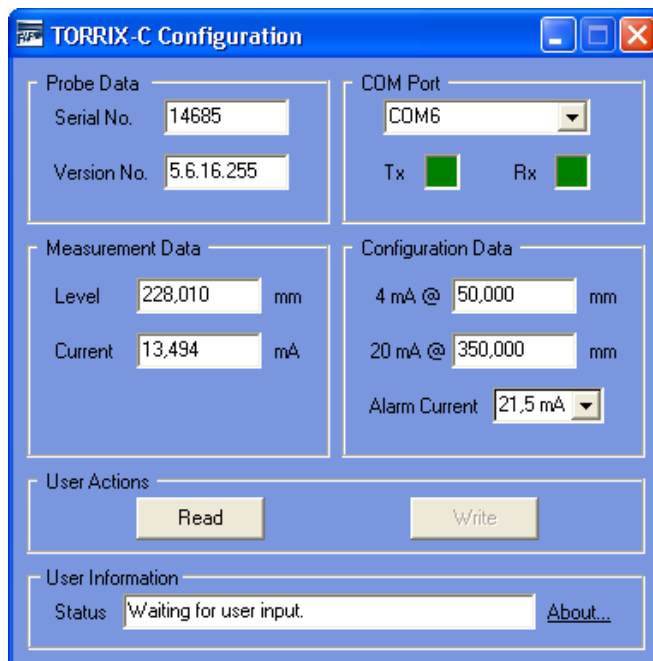 TORRIX-C Configuration
Probe Data
Serial No. 14685
Version No. 5.6.16.255
COM Port
COM6
Tx Rx
Measurement Data
Level 228,010 mm
Current 13,494 mA
Configuration Data
4 mA @ 50,000 mm
20 mA @ 350,000 mm
Alarm Current 21,5 mA
User Actions
Read Write
User Information
Status Waiting for user input. About...